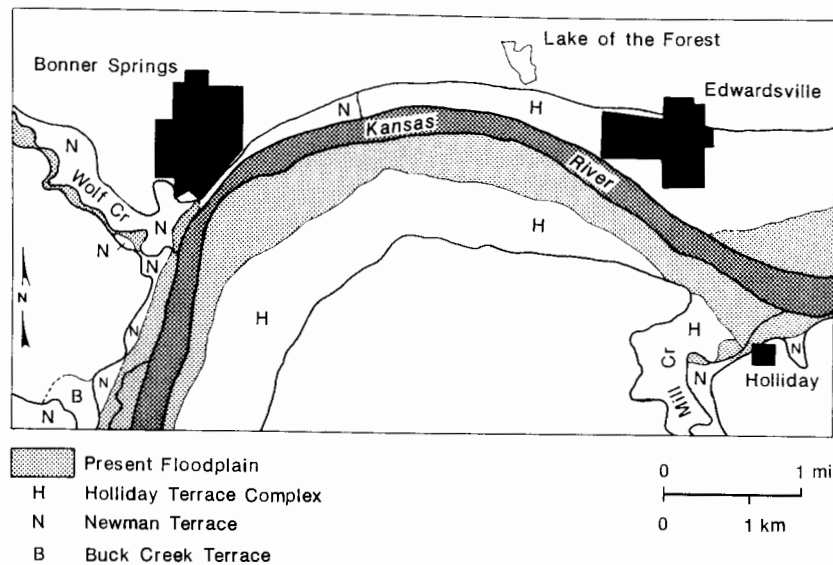 Lake of the Forest
Bonner Springs
Edwardsville
N
H
Kansas
River
N
Wolf Cr
N
N
N
H
N
H
N
H
Mill Cr
N
N
Holliday
N
B
N
Present Floodplain
H Holliday Terrace Complex
N Newman Terrace
B Buck Creek Terrace
0 1 mi
0 1 km